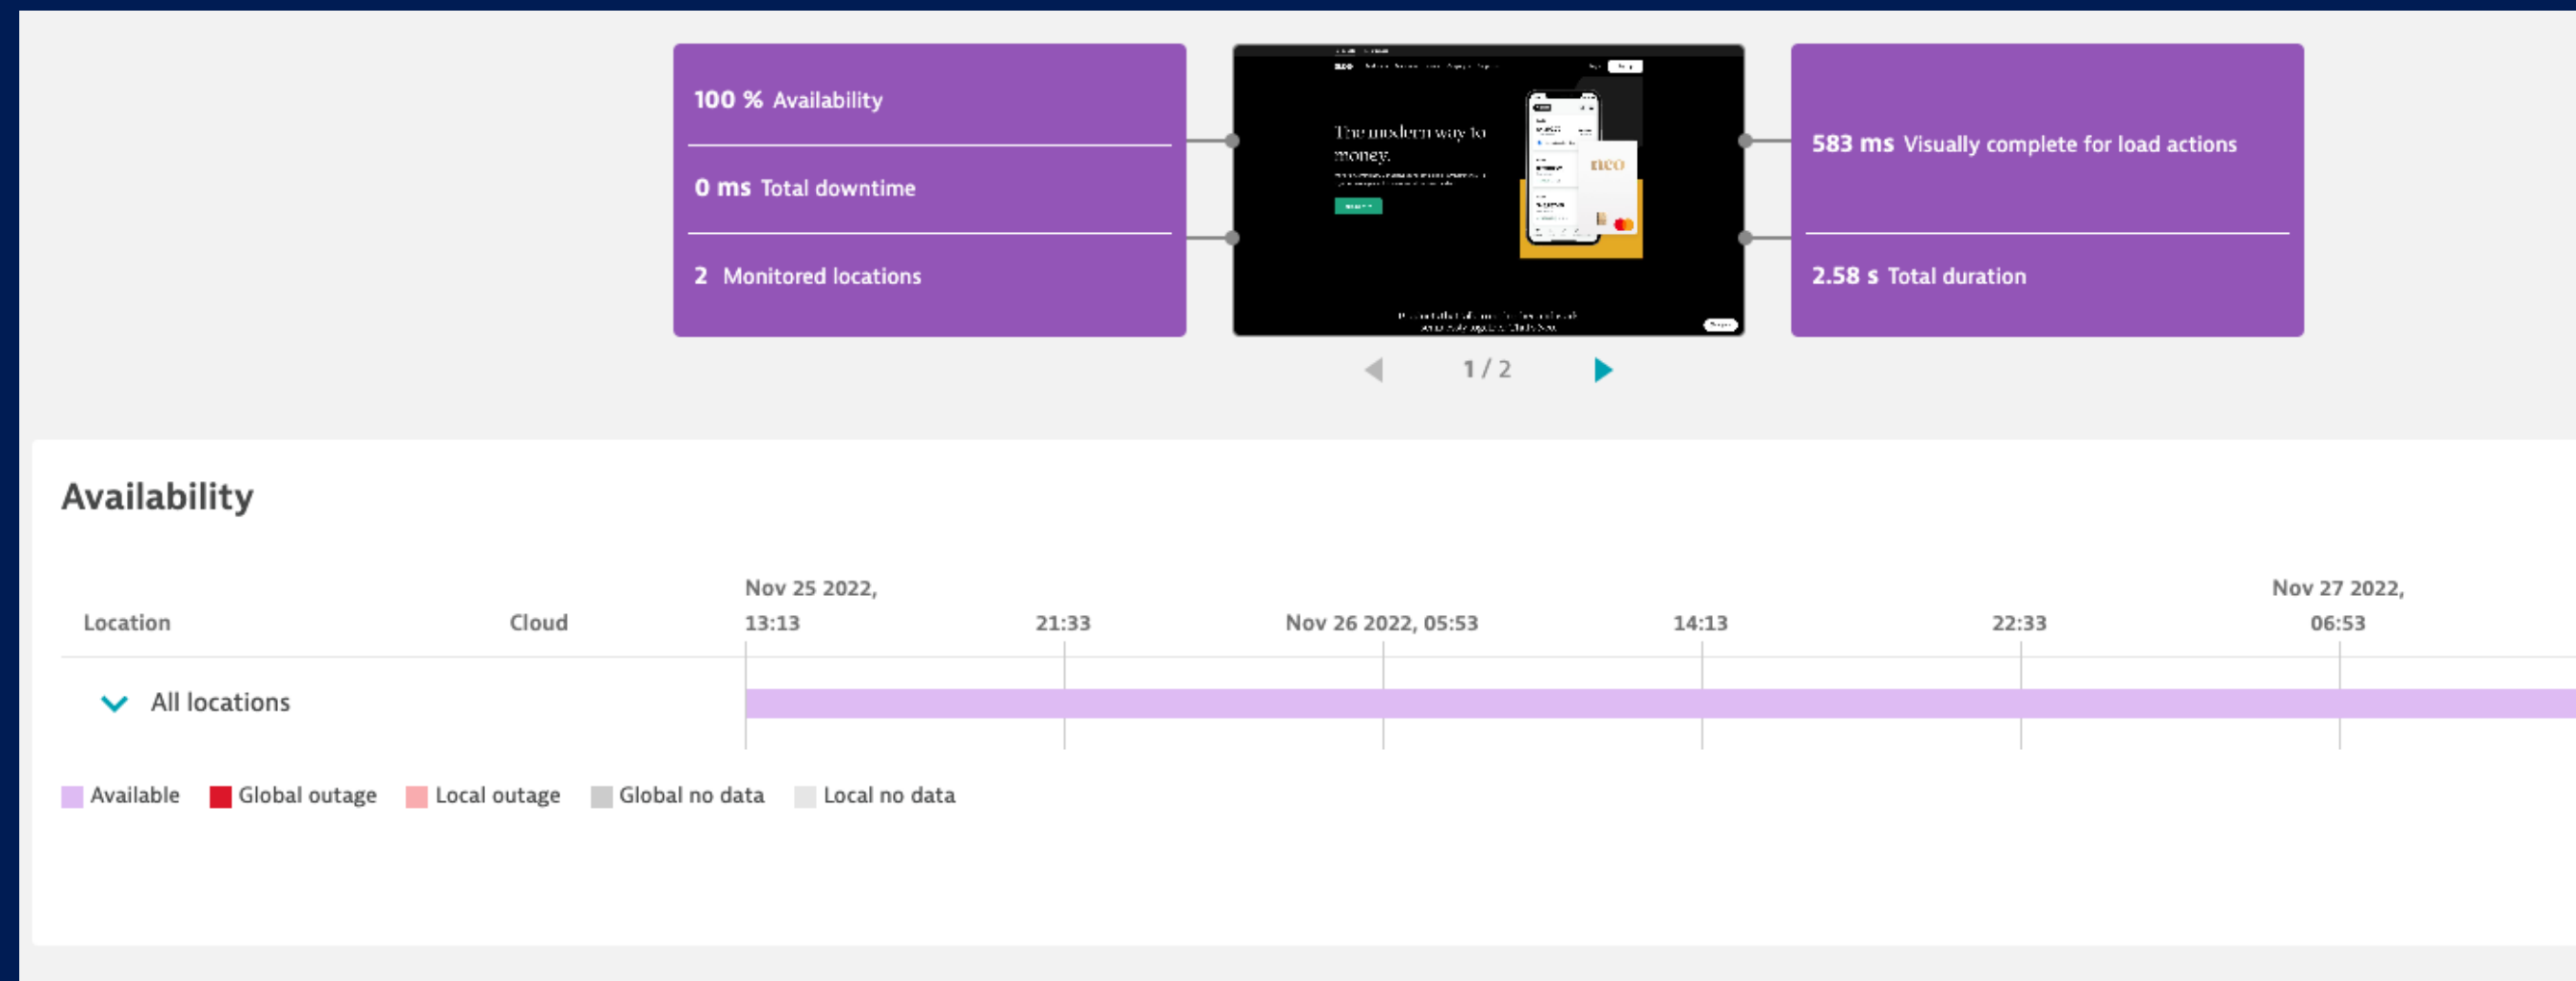 100 % Availability
0 ms Total downtime
2 Monitored locations
The modern way to
money.
neo
583 ms Visually complete for load actions
2.58 s Total duration
1 / 2
Availability
Location Cloud Nov 25 2022, 13:13 21:33 Nov 26 2022, 05:53 14:13 22:33 Nov 27 2022, 06:53
All locations
Available Global outage Local outage Global no data Local no data